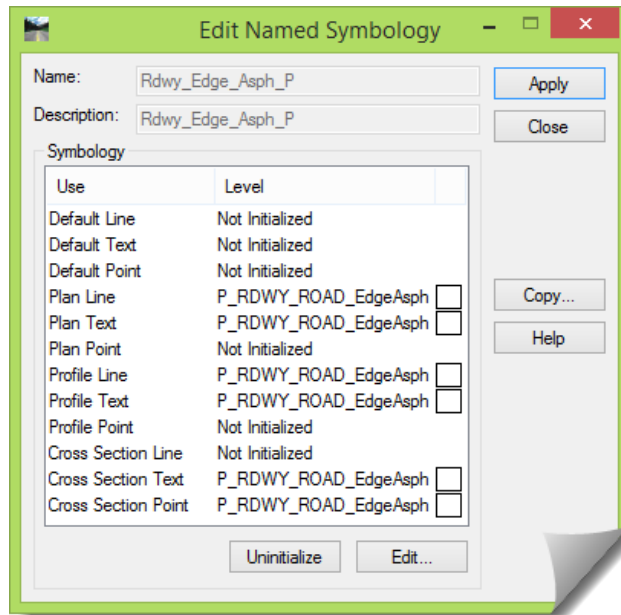 Edit Named Symbology
Name: Rdwy_Edge_Asph_P
Apply
Description: Rdwy_Edge_Asph_P
Close
Symbology
Use Level
Default Line Not Initialized
Default Text Not Initialized
Default Point Not Initialized
Plan Line P_RDWY_ROAD_EdgeAsph
Copy...
Plan Text P_RDWY_ROAD_EdgeAsph
Help
Plan Point Not Initialized
Profile Line P_RDWY_ROAD_EdgeAsph
Profile Text P_RDWY_ROAD_EdgeAsph
Profile Point Not Initialized
Cross Section Line Not Initialized
Cross Section Text P_RDWY_ROAD_EdgeAsph
Cross Section Point P_RDWY_ROAD_EdgeAsph
Uninitialize Edit...